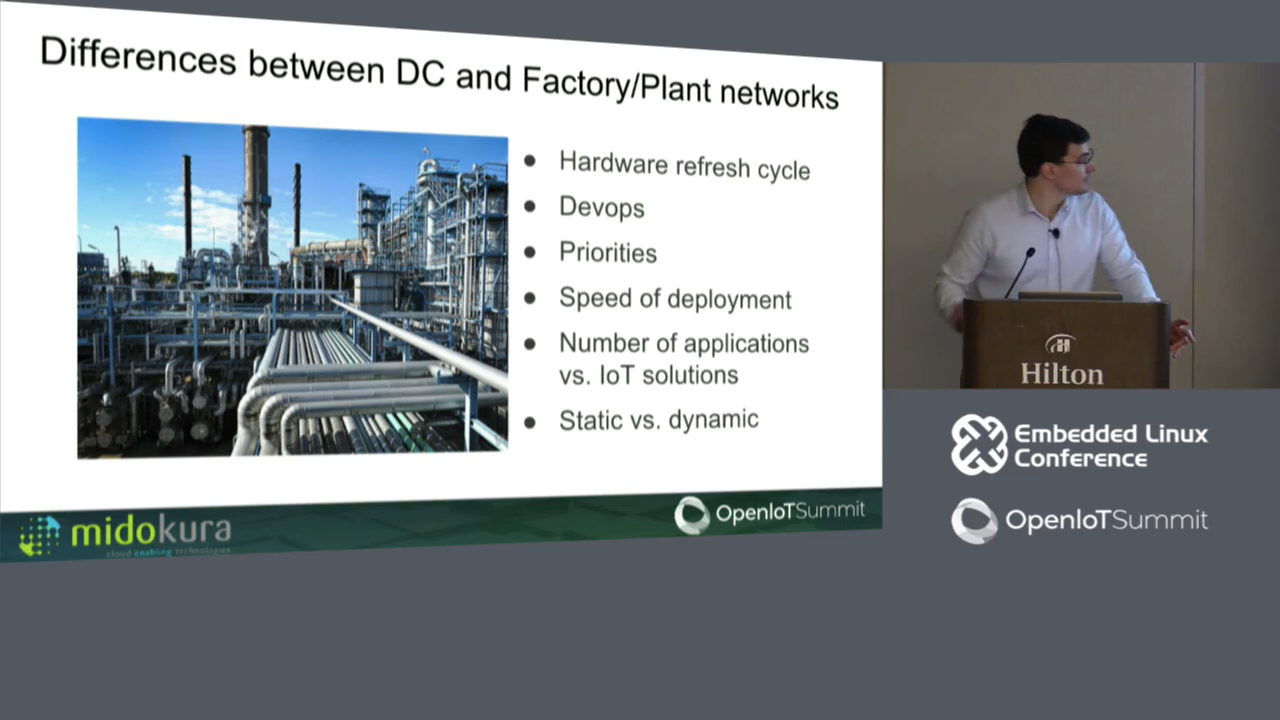 Differences between DC and Factory/Plant networks
Hardware refresh cycle
Devops
Priorities
Speed of deployment
Number of applications
vs. IoT solutions
Static vs. dynamic
midokura
cloud enabling technologies
OpenIoTSummit
Hilton
Embedded Linux
Conference
OpenIoTSummit